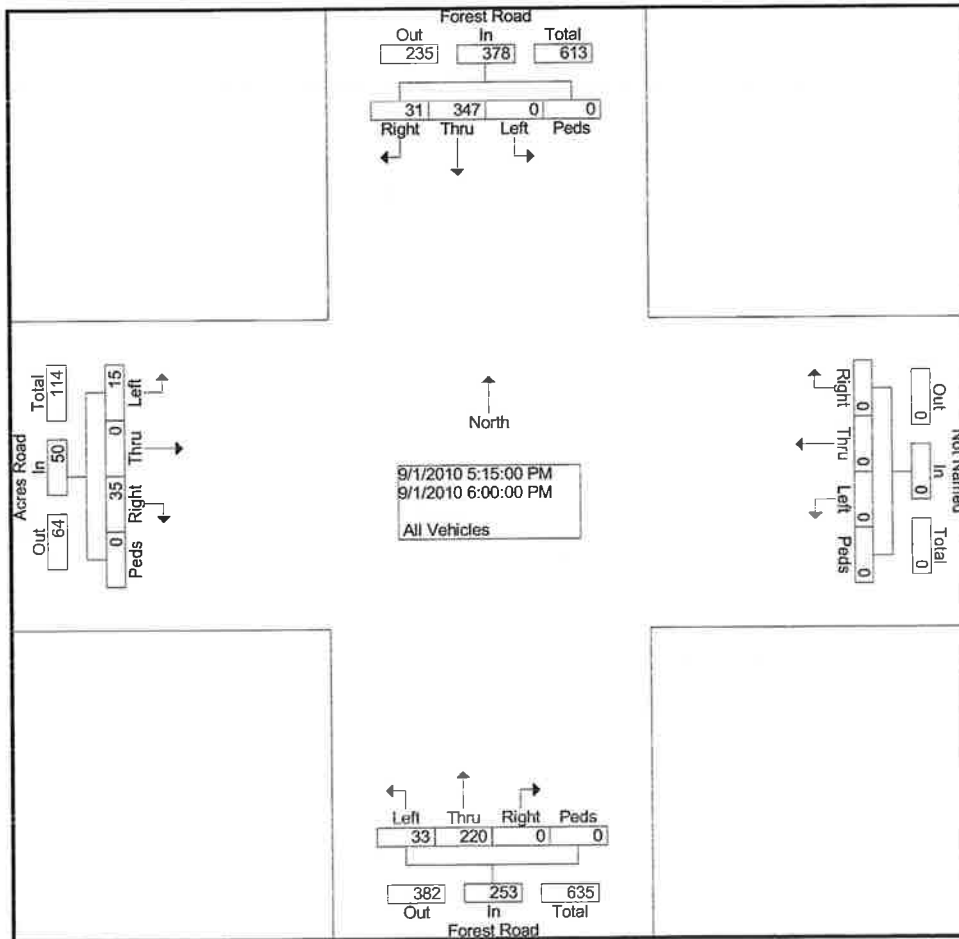 Forest Road
Out In Total
235 378 613
31 347 0 0
Right Thru Left Peds
Total In Out
114 50 64
Acres Road
15 0 35 0
Left Thru Right Peds
North
9/1/2010 5:15:00 PM
9/1/2010 6:00:00 PM
All Vehicles
Right Thru Left Peds
0 0 0 0
Out In Total
0 0 0
Not Named
Left Thru Right Peds
33 220 0 0
382 253 635
Out In Total
Forest Road